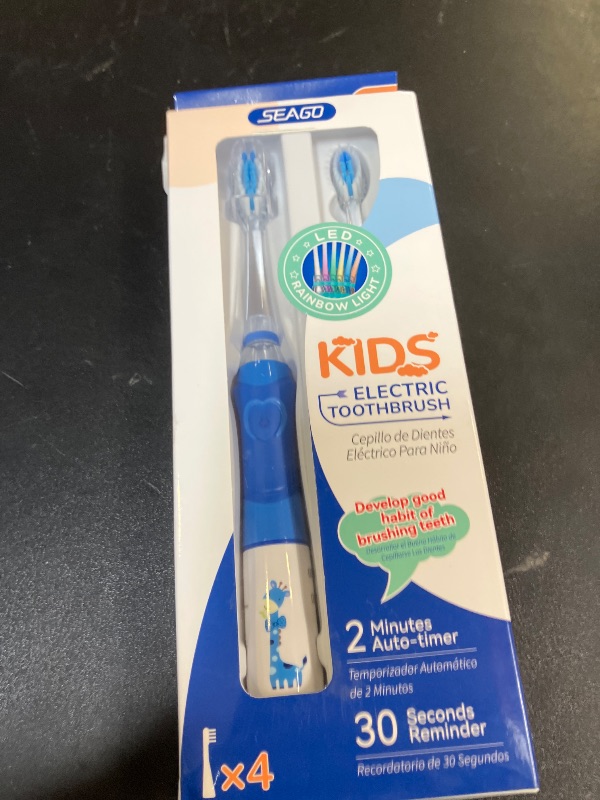 SEAGO
LED
RAINBOW LIGHT
KIDS
ELECTRIC
TOOTHBRUSH
Cepillo de Dientes
Eléctrico Para Niño
Develop good
habit of
brushing teeth
2 Minutes
Auto-timer
Temporizador Automático
de 2 Minutos
30 Seconds
Reminder
Recordatorio de 30 Segundos
x4